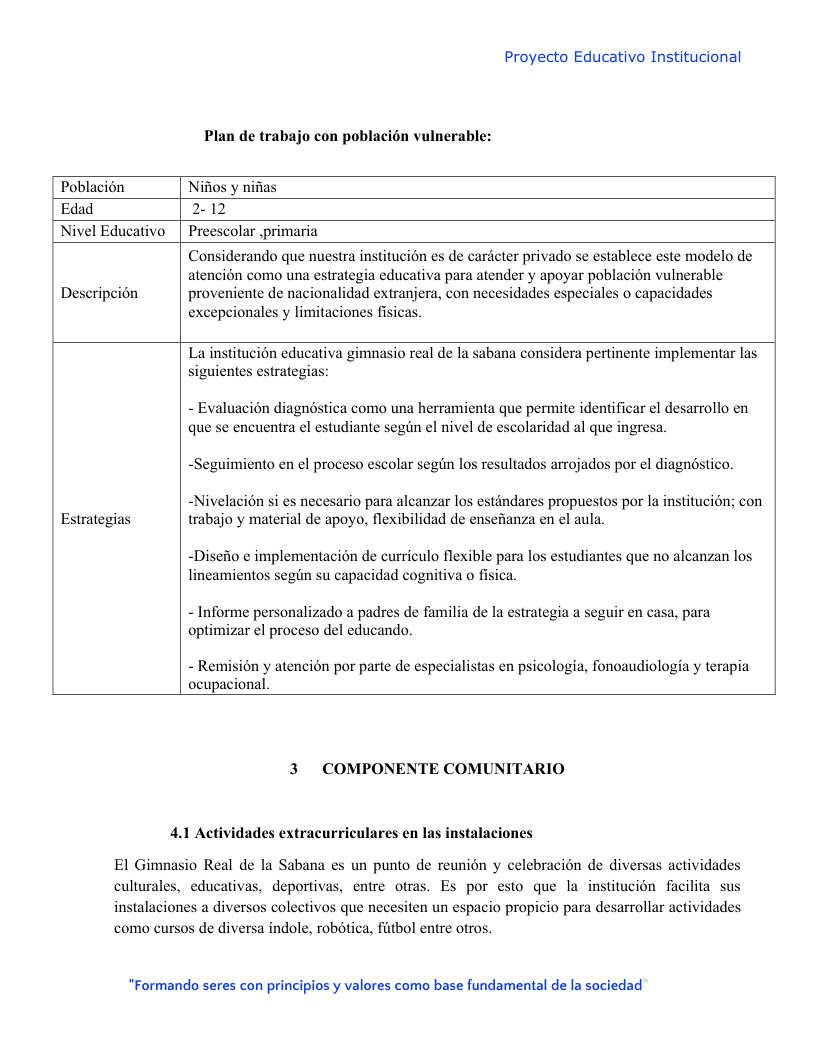 Proyecto Educativo Institucional
Plan de trabajo con población vulnerable:
Población
Niños y niñas
Edad
2- 12
Nivel Educativo
Preescolar ,primaria
Descripción
Considerando que nuestra institución es de carácter privado se establece este modelo de
atención como una estrategia educativa para atender y apoyar población vulnerable
proveniente de nacionalidad extranjera, con necesidades especiales o capacidades
excepcionales y limitaciones físicas.
Estrategias
La institución educativa gimnasio real de la sabana considera pertinente implementar las
siguientes estrategias:
- Evaluación diagnóstica como una herramienta que permite identificar el desarrollo en
que se encuentra el estudiante según el nivel de escolaridad al que ingresa.
-Seguimiento en el proceso escolar según los resultados arrojados por el diagnóstico.
-Nivelación si es necesario para alcanzar los estándares propuestos por la institución; con
trabajo y material de apoyo, flexibilidad de enseñanza en el aula.
-Diseño e implementación de currículo flexible para los estudiantes que no alcanzan los
lineamientos según su capacidad cognitiva o física.
- Informe personalizado a padres de familia de la estrategia a seguir en casa, para
optimizar el proceso del educando.
- Remisión y atención por parte de especialistas en psicología, fonoaudiología y terapia
ocupacional.
3 COMPONENTE COMUNITARIO
4.1 Actividades extracurriculares en las instalaciones
El Gimnasio Real de la Sabana es un punto de reunión y celebración de diversas actividades
culturales, educativas, deportivas, entre otras. Es por esto que la institución facilita sus
instalaciones a diversos colectivos que necesiten un espacio propicio para desarrollar actividades
como cursos de diversa índole, robótica, fútbol entre otros.
"Formando seres con principios y valores como base fundamental de la sociedad"